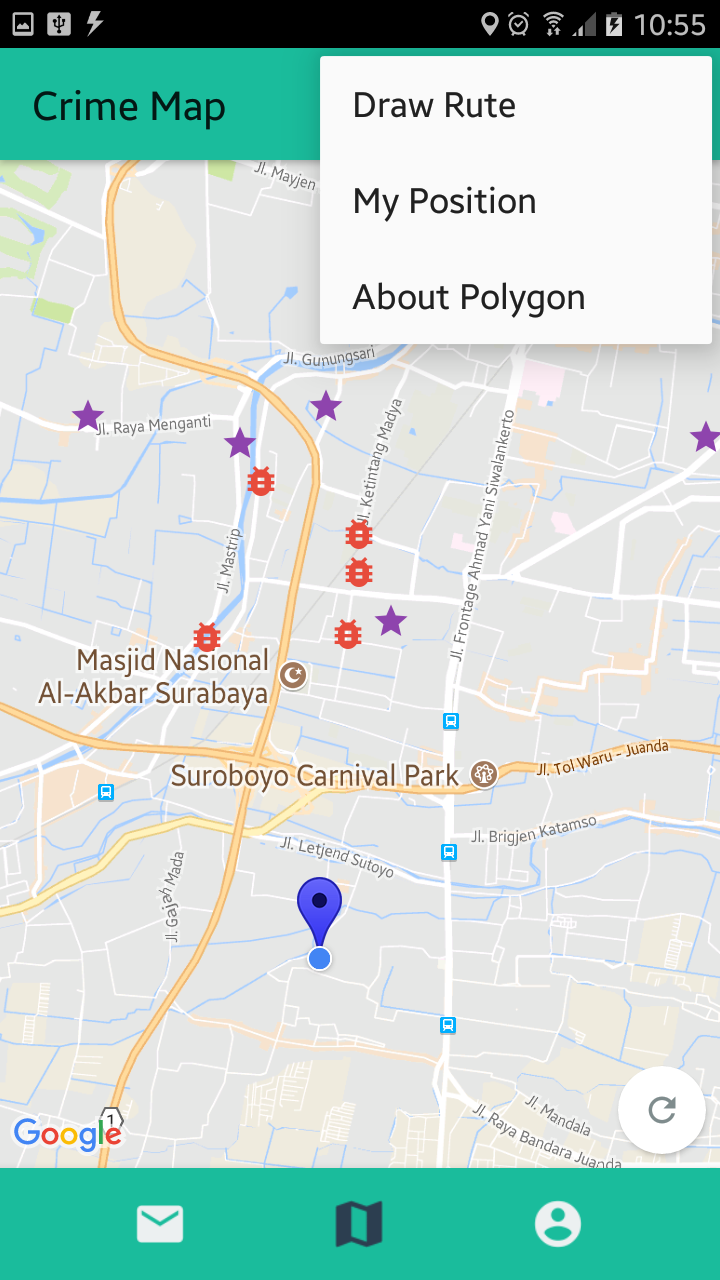 10:55
Crime Map
Draw Rute
My Position
About Polygon
Jl. Mayjen
Jl. Gunungsari
Jl. Raya Menganti
Jl. Ketintang Madya
Jl. Frontage Ahmad Yani Siwalankerto
Jl. Mastrip
Masjid Nasional
Al-Akbar Surabaya
Suroboyo Carnival Park
Jl. Tol Waru - Juanda
Jl. Brigjen Katamso
Jl. Letjend Sutoyo
Jl. Gajah Mada
1
Google
Jl. Mandala
Jl. Raya Bandara Juanda